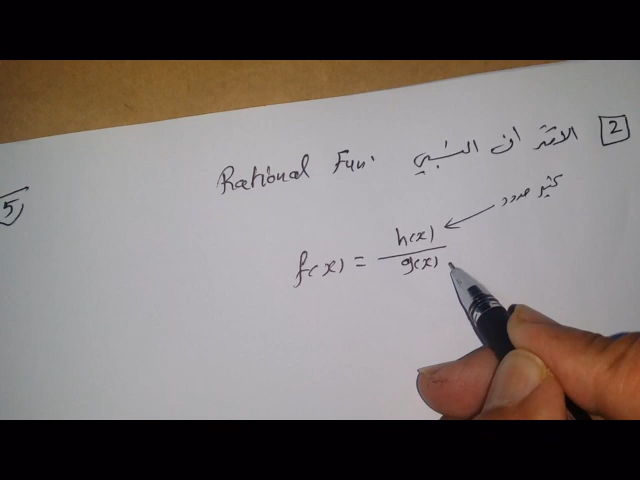 2 الاقتران النسبي Rational Fun.
كثير حدود
f(x) = h(x) / g(x)
5